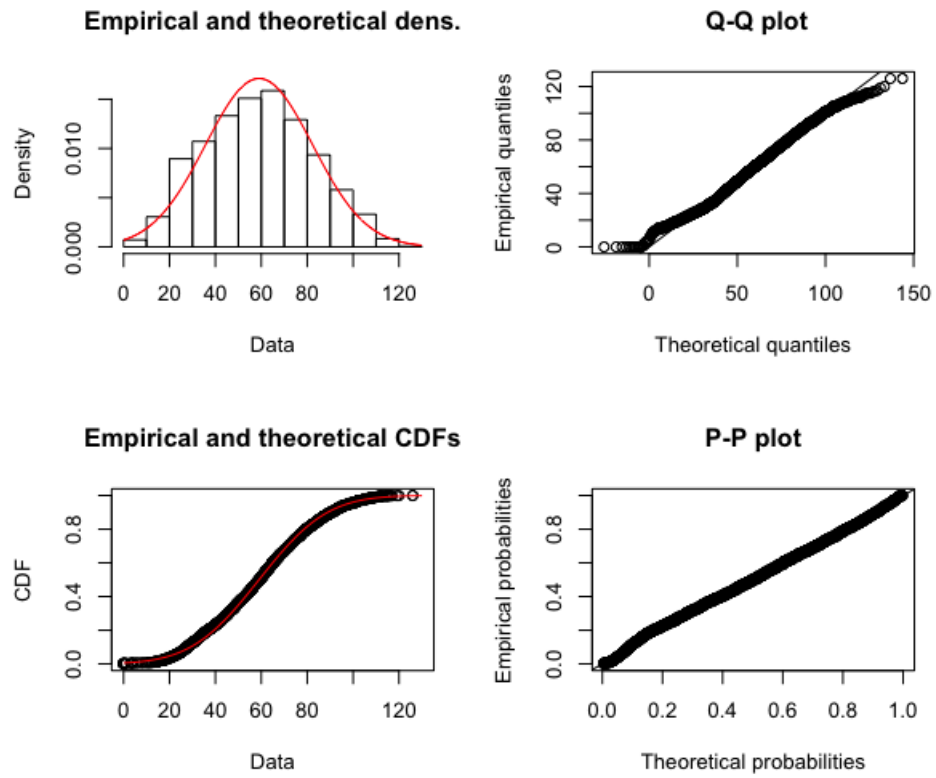 Empirical and theoretical dens.
Density
0.000
0.010
0 20 40 60 80 120
Data
Q-Q plot
Empirical quantiles
0 40 80 120
0 50 100 150
Theoretical quantiles
Empirical and theoretical CDFs
CDF
0.0 0.4 0.8
0 20 40 60 80 120
Data
P-P plot
Empirical probabilities
0.0 0.4 0.8
0.0 0.2 0.4 0.6 0.8 1.0
Theoretical probabilities